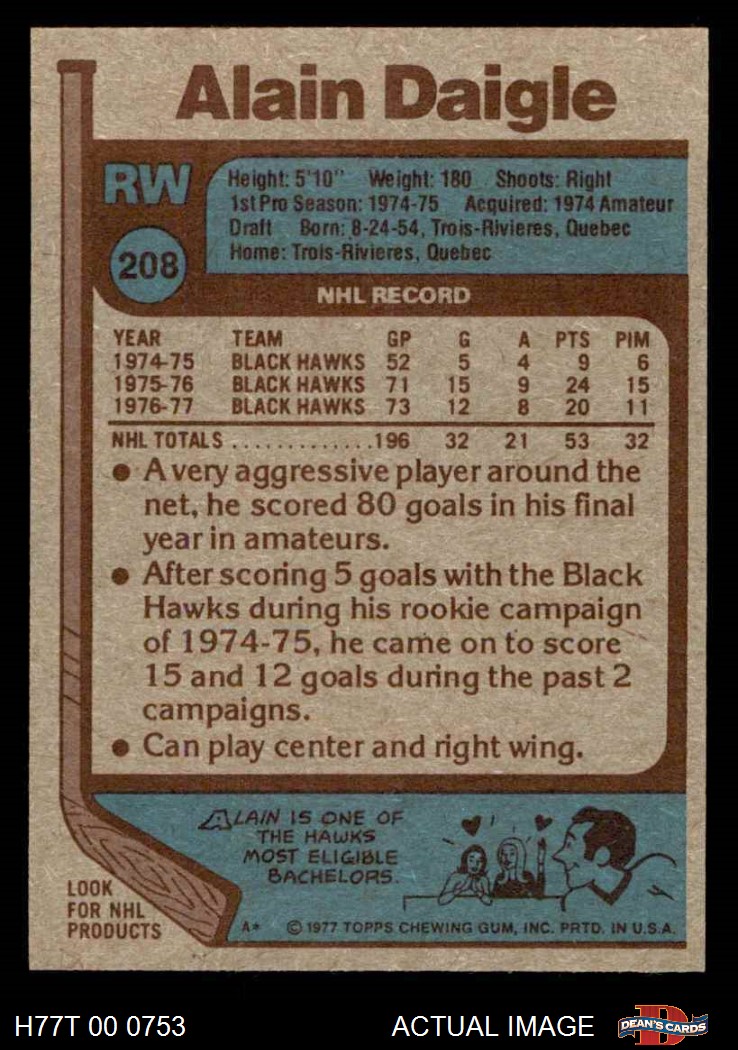 Alain Daigle
RW
Height: 5'10" Weight: 180 Shoots: Right
1st Pro Season: 1974-75 Acquired: 1974 Amateur
Draft Born: 8-24-54, Trois-Rivieres, Quebec
Home: Trois-Rivieres, Quebec
208
NHL RECORD
YEAR TEAM GP G A PTS PIM
1974-75 BLACK HAWKS 52 5 4 9 6
1975-76 BLACK HAWKS 71 15 9 24 15
1976-77 BLACK HAWKS 73 12 8 20 11
NHL TOTALS .............196 32 21 53 32
● A very aggressive player around the
net, he scored 80 goals in his final
year in amateurs.
● After scoring 5 goals with the Black
Hawks during his rookie campaign
of 1974-75, he came on to score
15 and 12 goals during the past 2
campaigns.
● Can play center and right wing.
ALAIN IS ONE OF
THE HAWKS
MOST ELIGIBLE
BACHELORS.
LOOK
FOR NHL
PRODUCTS
A* © 1977 TOPPS CHEWING GUM, INC. PRTD. IN U.S.A.
H77T 00 0753 ACTUAL IMAGE
D
DEAN'S CARDS